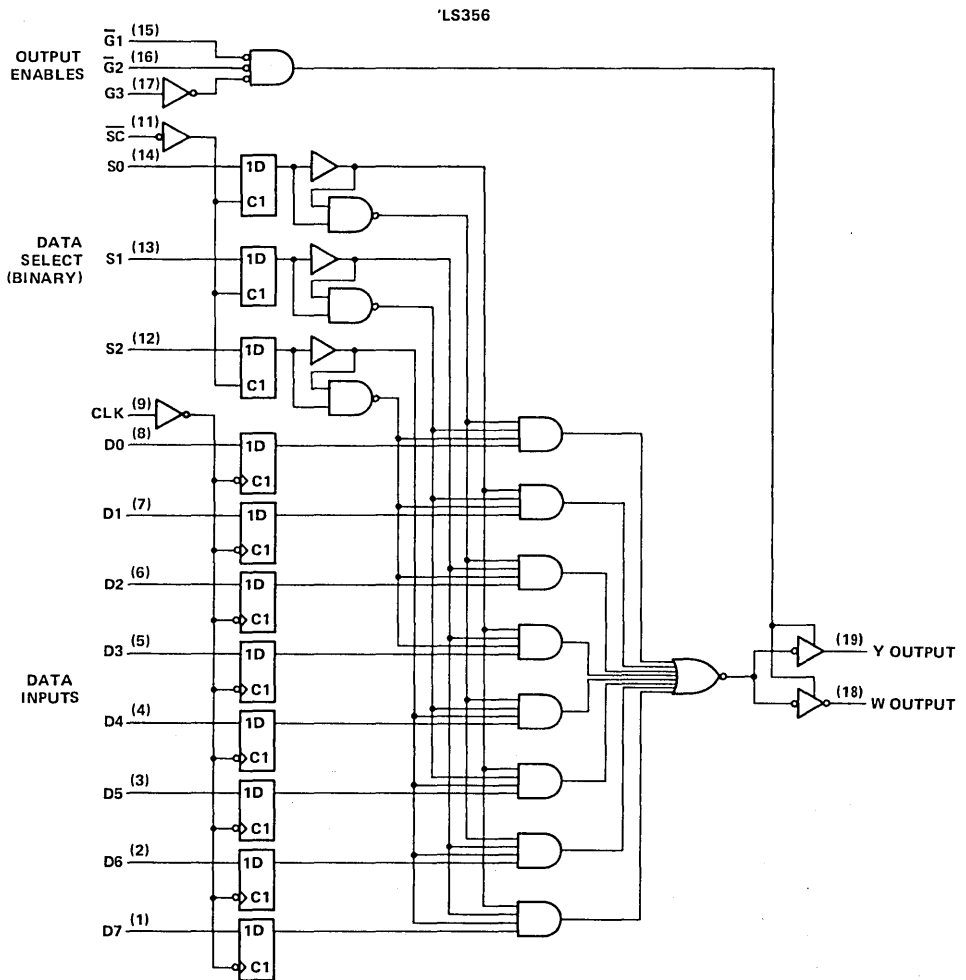 'LS356
OUTPUT
ENABLES
G̅1 (15)
G̅2 (16)
G3 (17)
S̅C̅ (11)
S0 (14)
1D
C1
DATA
SELECT
(BINARY)
S1 (13)
1D
C1
S2 (12)
1D
C1
CLK (9)
D0 (8)
1D
C1
D1 (7)
1D
C1
D2 (6)
1D
C1
D3 (5)
1D
C1
DATA
INPUTS
D4 (4)
1D
C1
D5 (3)
1D
C1
D6 (2)
1D
C1
D7 (1)
1D
C1
(19) Y OUTPUT
(18) W OUTPUT